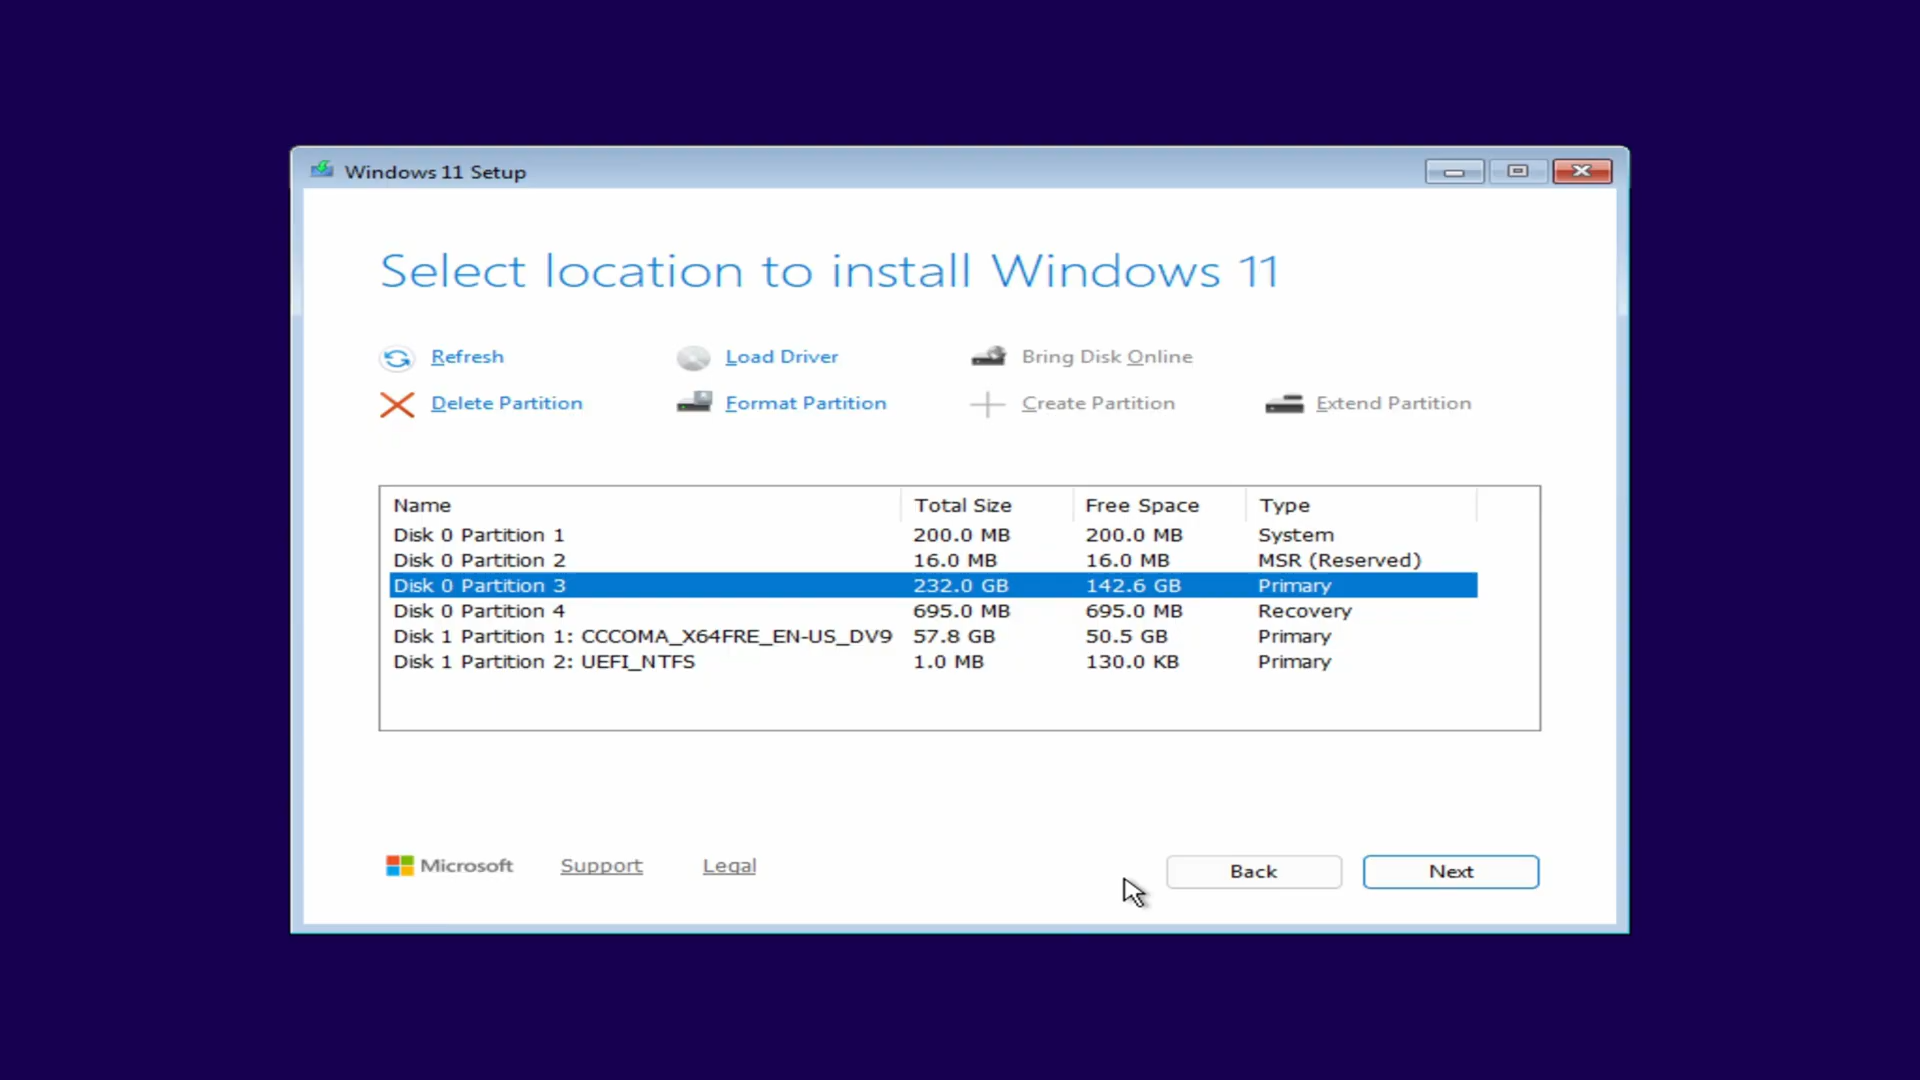 Windows 11 Setup
Select location to install Windows 11
Refresh Load Driver Bring Disk Online
Delete Partition Format Partition Create Partition Extend Partition
Name Total Size Free Space Type
Disk 0 Partition 1 200.0 MB 200.0 MB System
Disk 0 Partition 2 16.0 MB 16.0 MB MSR (Reserved)
Disk 0 Partition 3 232.0 GB 142.6 GB Primary
Disk 0 Partition 4 695.0 MB 695.0 MB Recovery
Disk 1 Partition 1: CCCOMA_X64FRE_EN-US_DV9 57.8 GB 50.5 GB Primary
Disk 1 Partition 2: UEFI_NTFS 1.0 MB 130.0 KB Primary
Microsoft Support Legal Back Next